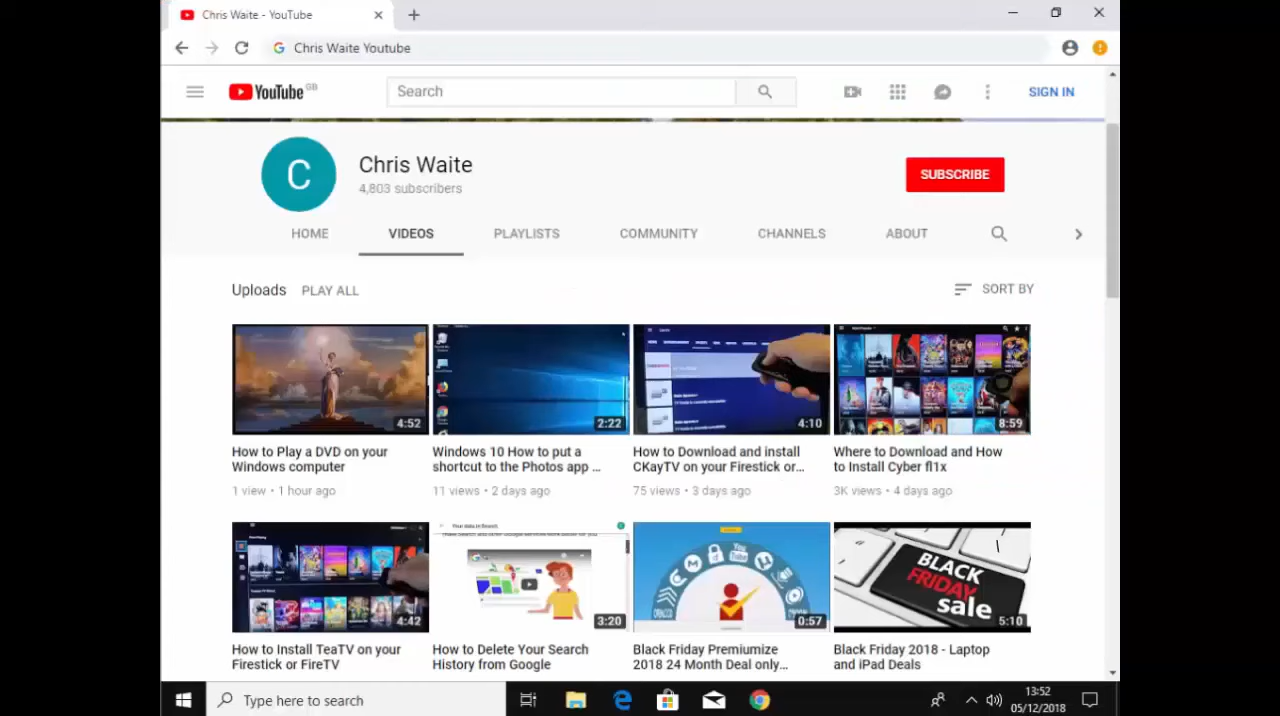 Chris Waite - YouTube
Chris Waite Youtube
YouTube GB
Search
SIGN IN
C
Chris Waite
4,803 subscribers
SUBSCRIBE
HOME
VIDEOS
PLAYLISTS
COMMUNITY
CHANNELS
ABOUT
Uploads
PLAY ALL
SORT BY
4:52
2:22
4:10
8:59
How to Play a DVD on your
Windows computer
1 view • 1 hour ago
Windows 10 How to put a
shortcut to the Photos app ...
11 views • 2 days ago
How to Download and install
CKayTV on your Firestick or...
75 views • 3 days ago
Where to Download and How
to Install Cyber fl1x
3K views • 4 days ago
4:42
Your data in Search
3:20
You Tube
ORACLE
0:57
BLACK
FRIDAY
sale
5:10
How to Install TeaTV on your
Firestick or FireTV
How to Delete Your Search
History from Google
Black Friday Premiumize
2018 24 Month Deal only...
Black Friday 2018 - Laptop
and iPad Deals
Type here to search
13:52
05/12/2018